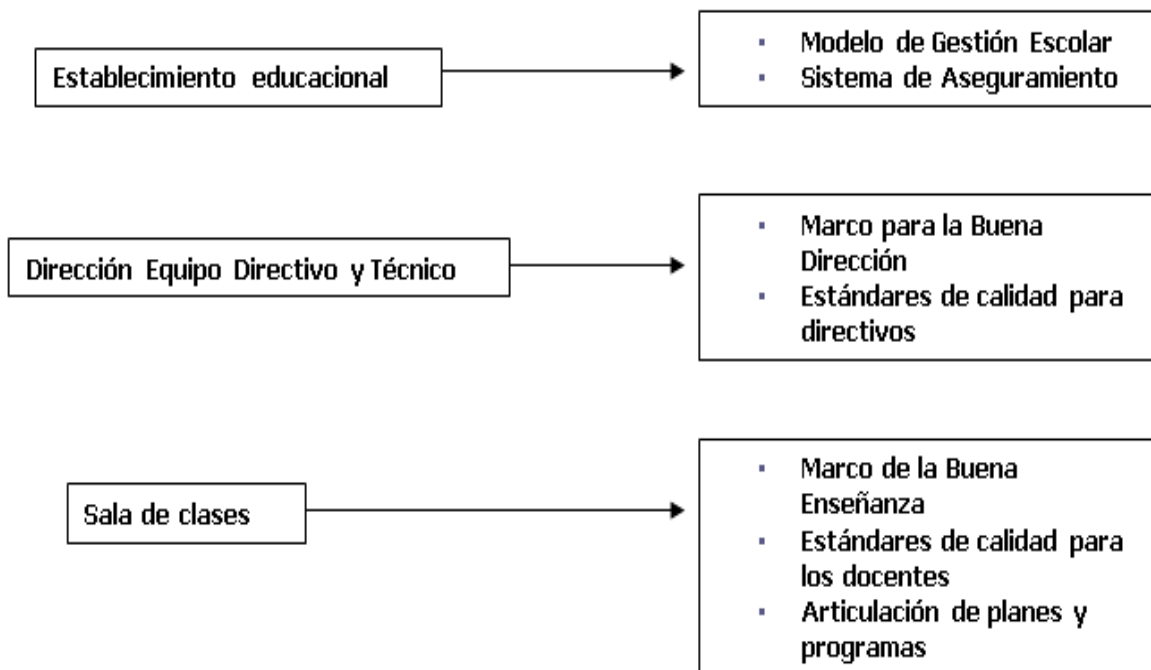 Establecimiento educacional
Modelo de Gestión Escolar
Sistema de Aseguramiento
Dirección Equipo Directivo y Técnico
Marco para la Buena
Dirección
Estándares de calidad para
directivos
Sala de clases
Marco de la Buena
Enseñanza
Estándares de calidad para
los docentes
Articulación de planes y
programas